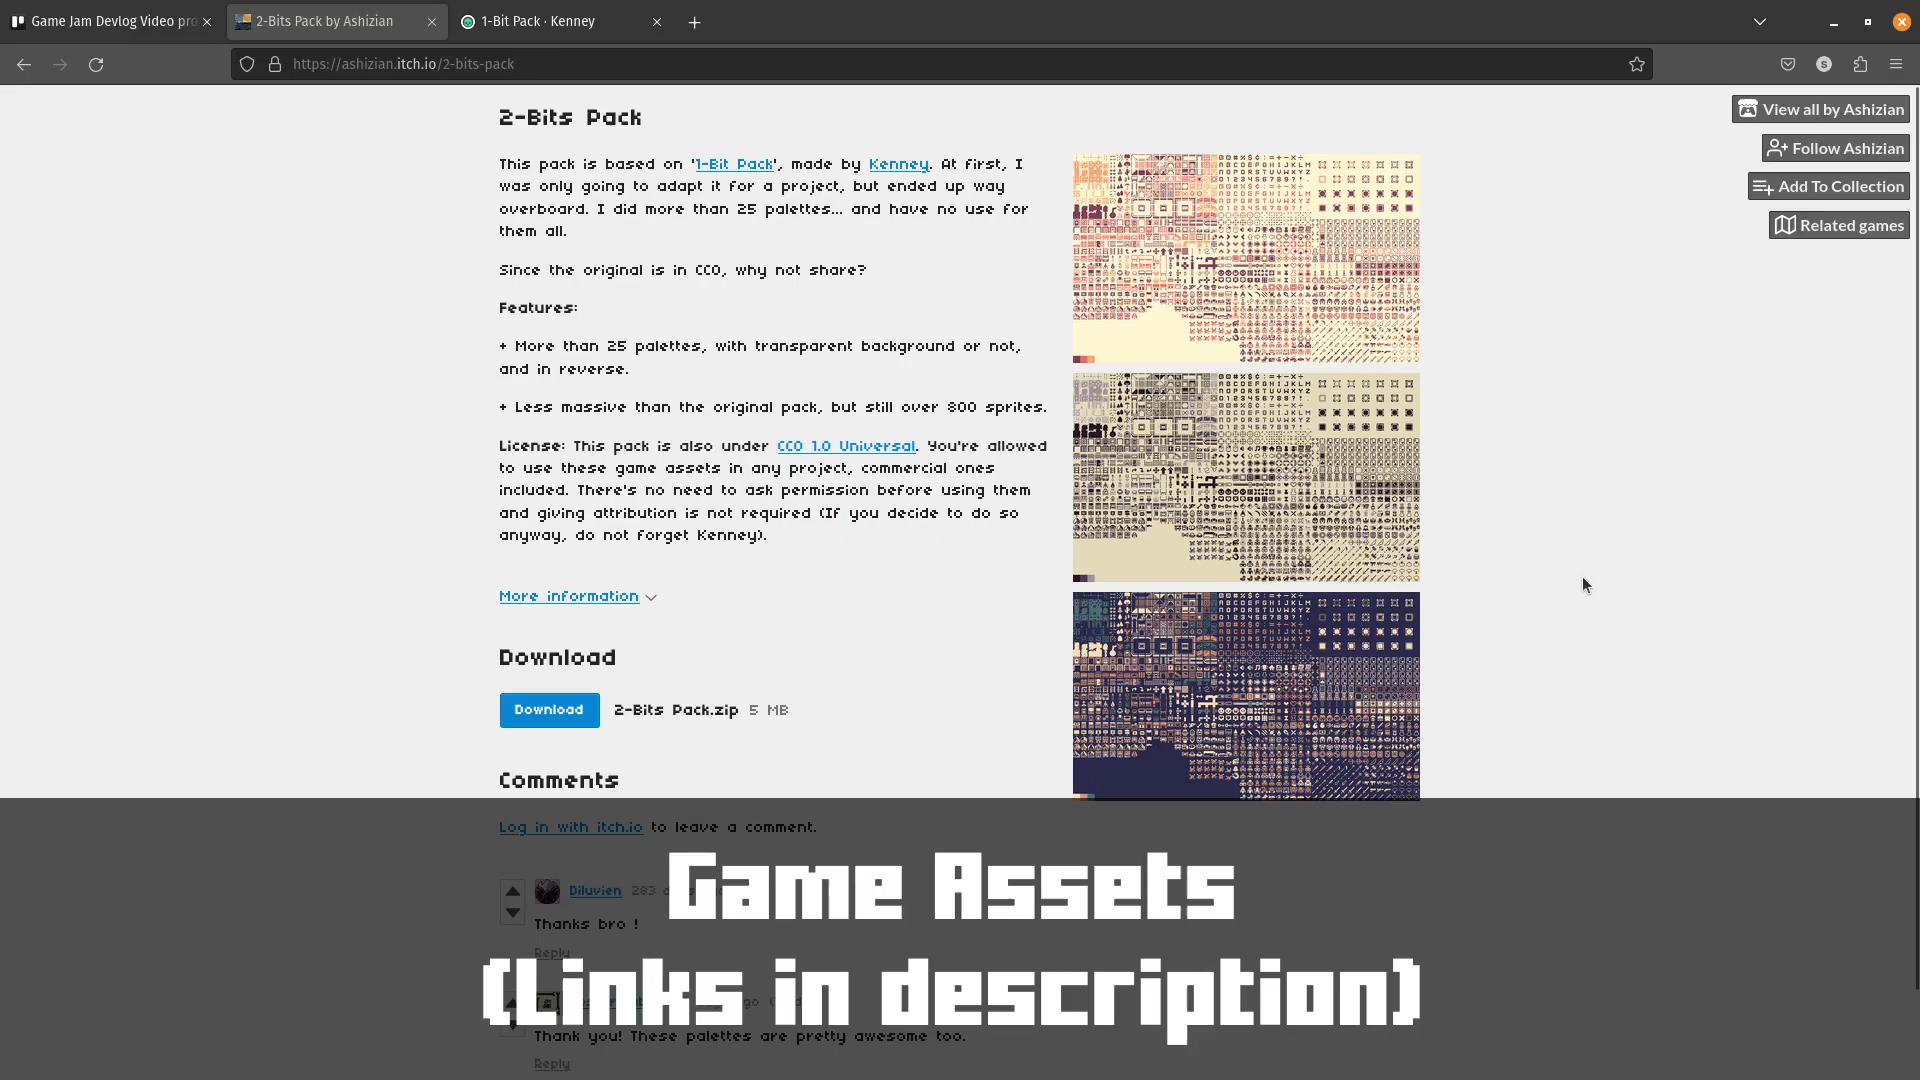 Game Jam Devlog Video pro
2-Bits Pack by Ashizian
1-Bit Pack · Kenney
https://ashizian.itch.io/2-bits-pack
S
View all by Ashizian
Follow Ashizian
Add To Collection
Related games
2-Bits Pack
This pack is based on '1-Bit Pack', made by Kenney. At first, I
was only going to adapt it for a project, but ended up way
overboard. I did more than 25 palettes... and have no use for
them all.
Since the original is in CC0, why not share?
Features:
+ More than 25 palettes, with transparent background or not,
and in reverse.
+ Less massive than the original pack, but still over 800 sprites.
License: This pack is also under CC0 1.0 Universal. You're allowed
to use these game assets in any project, commercial ones
included. There's no need to ask permission before using them
and giving attribution is not required (If you decide to do so
anyway, do not forget Kenney).
More information
Download
Download 2-Bits Pack.zip 5 MB
Comments
Log in with itch.io to leave a comment.
Diluvien 283
Thanks bro !
Reply
Thank you! These palettes are pretty awesome too.
Reply
Game Assets
(Links in description)